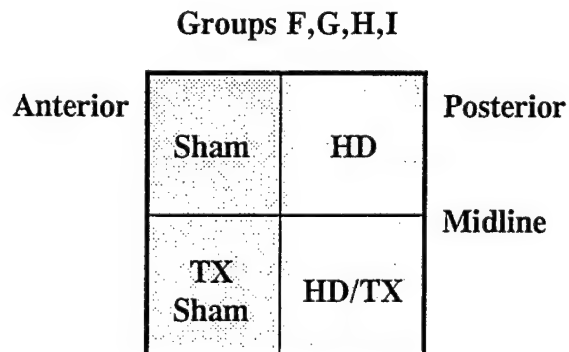 Groups F,G,H,I
Anterior
Posterior
Sham
HD
Midline
TX
Sham
HD/TX